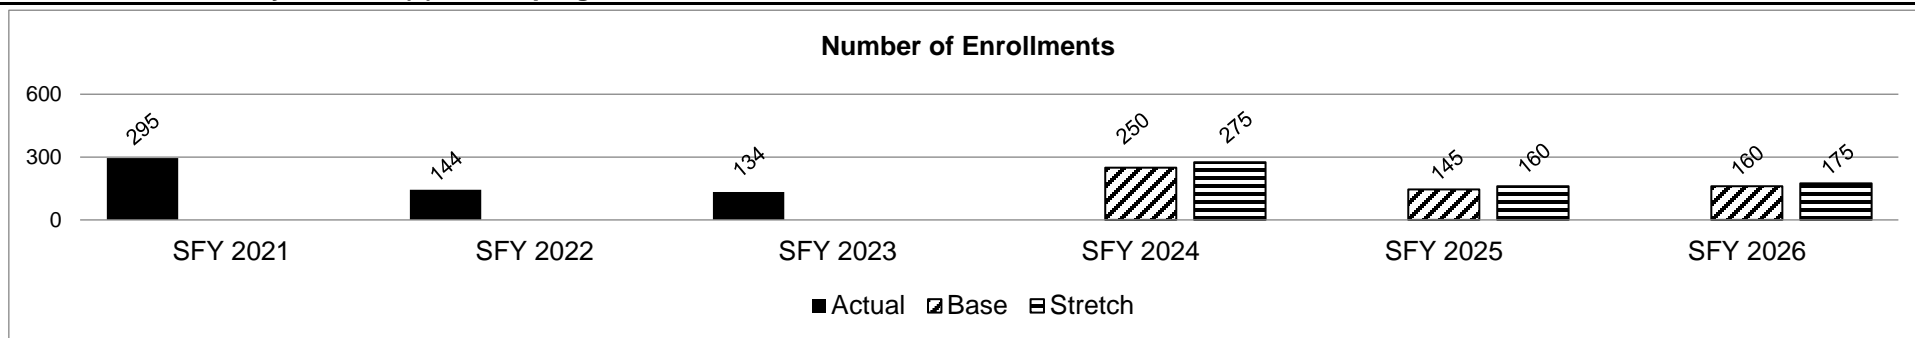 Number of Enrollments
600
300
0
295
144
134
250
275
145
160
160
175
SFY 2021
SFY 2022
SFY 2023
SFY 2024
SFY 2025
SFY 2026
Actual
Base
Stretch